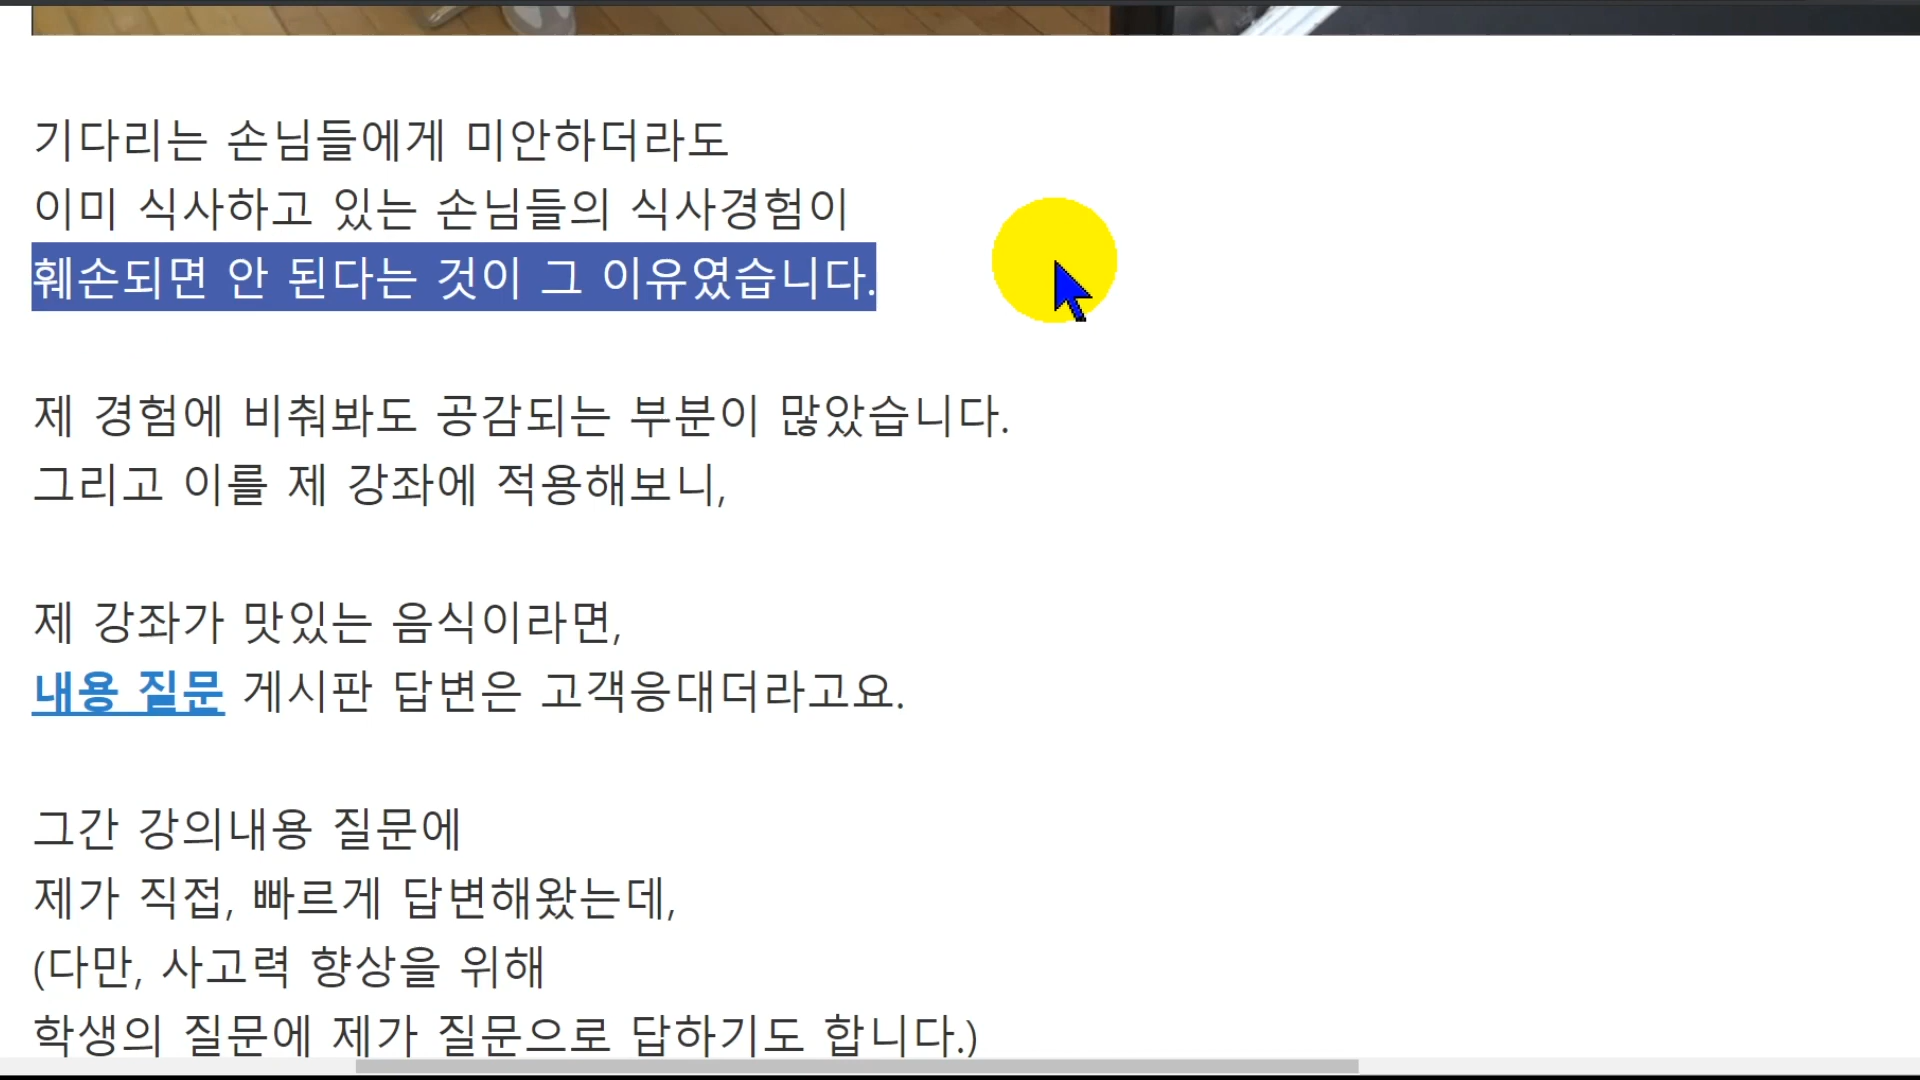 기다리는 손님들에게 미안하더라도
이미 식사하고 있는 손님들의 식사경험이
훼손되면 안 된다는 것이 그 이유였습니다.
제 경험에 비춰봐도 공감되는 부분이 많았습니다.
그리고 이를 제 강좌에 적용해보니,
제 강좌가 맛있는 음식이라면,
내용 질문 게시판 답변은 고객응대더라고요.
그간 강의내용 질문에
제가 직접, 빠르게 답변해왔는데,
(다만, 사고력 향상을 위해
학생의 질문에 제가 질문으로 답하기도 합니다.)